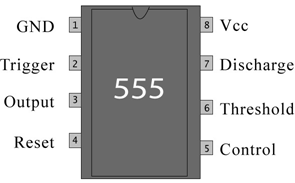 GND 1 8 Vcc
Trigger 2 7 Discharge
555
Output 3 6 Threshold
Reset 4 5 Control